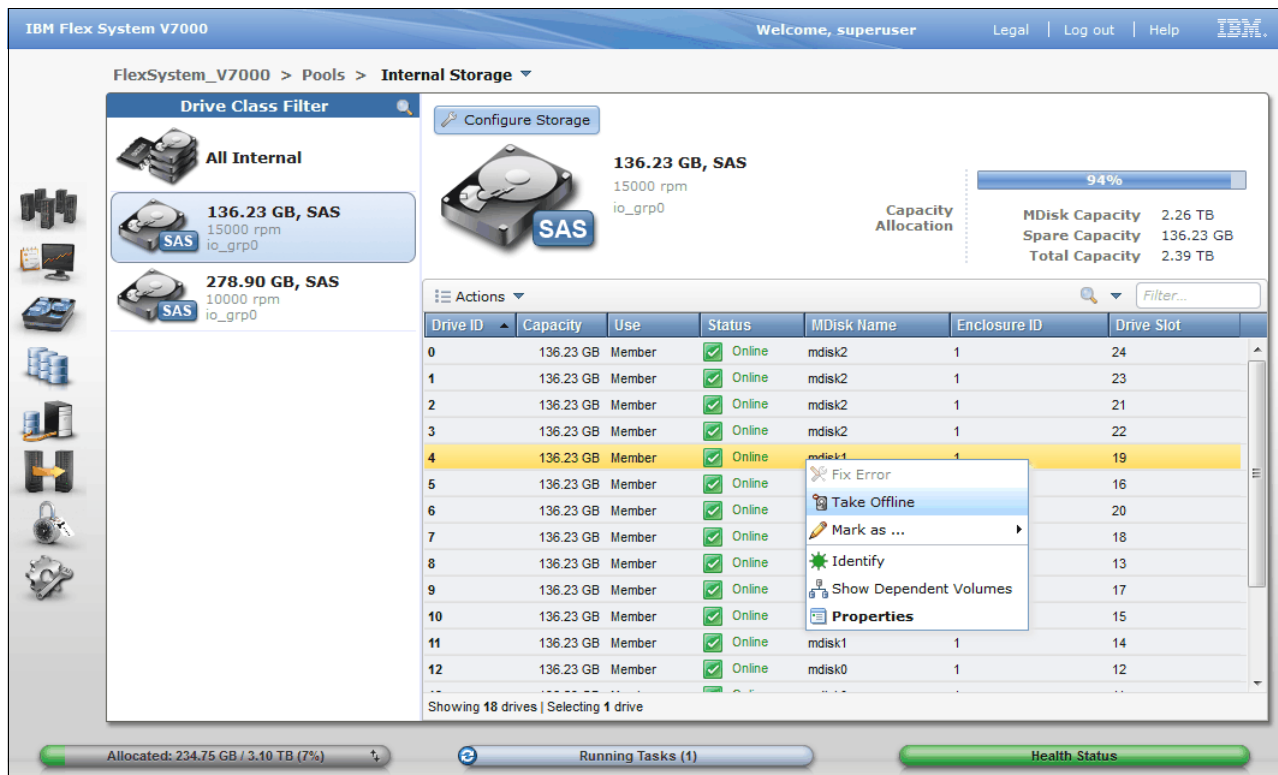 IBM Flex System V7000
Welcome, superuser
Legal | Log out | Help
IBM.
FlexSystem_V7000 > Pools > Internal Storage
Drive Class Filter
All Internal
136.23 GB, SAS
15000 rpm
io_grp0
SAS
278.90 GB, SAS
10000 rpm
io_grp0
SAS
Configure Storage
136.23 GB, SAS
15000 rpm
io_grp0
SAS
Capacity Allocation
94%
MDisk Capacity 2.26 TB
Spare Capacity 136.23 GB
Total Capacity 2.39 TB
Actions
Filter...
Drive ID Capacity Use Status MDisk Name Enclosure ID Drive Slot
0 136.23 GB Member Online mdisk2 1 24
1 136.23 GB Member Online mdisk2 1 23
2 136.23 GB Member Online mdisk2 1 21
3 136.23 GB Member Online mdisk2 1 22
4 136.23 GB Member Online mdisk1 1 19
5 136.23 GB Member Online 16
6 136.23 GB Member Online 20
7 136.23 GB Member Online 18
8 136.23 GB Member Online 13
9 136.23 GB Member Online 17
10 136.23 GB Member Online 15
11 136.23 GB Member Online mdisk1 1 14
12 136.23 GB Member Online mdisk0 1 12
Fix Error
Take Offline
Mark as ...
Identify
Show Dependent Volumes
Properties
Showing 18 drives | Selecting 1 drive
Allocated: 234.75 GB / 3.10 TB (7%)
Running Tasks (1)
Health Status